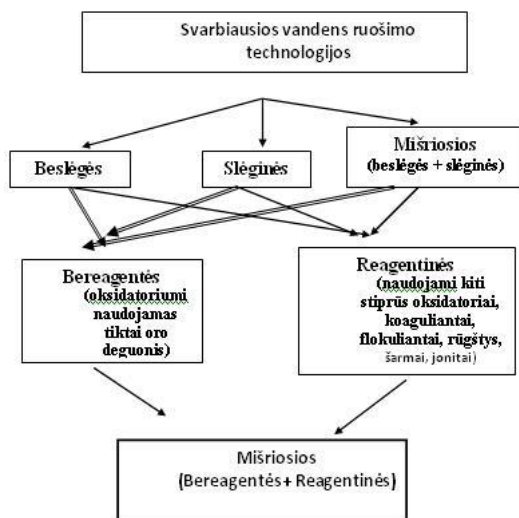 Svarbiausios vandens ruošimo
technologijos
Beslėgės
Slėginės
Mišriosios
(beslėgės + slėginės)
Bereagentės
(oksidatoriumi
naudojamas
tiktai oro
deguonis)
Reagentinės
(naudojami kiti
stiprūs oksidatoriai,
koaguliantai,
flokuliantai, rūgštys,
šarmai, jonitai)
Mišriosios
(Bereagentės+ Reagentinės)